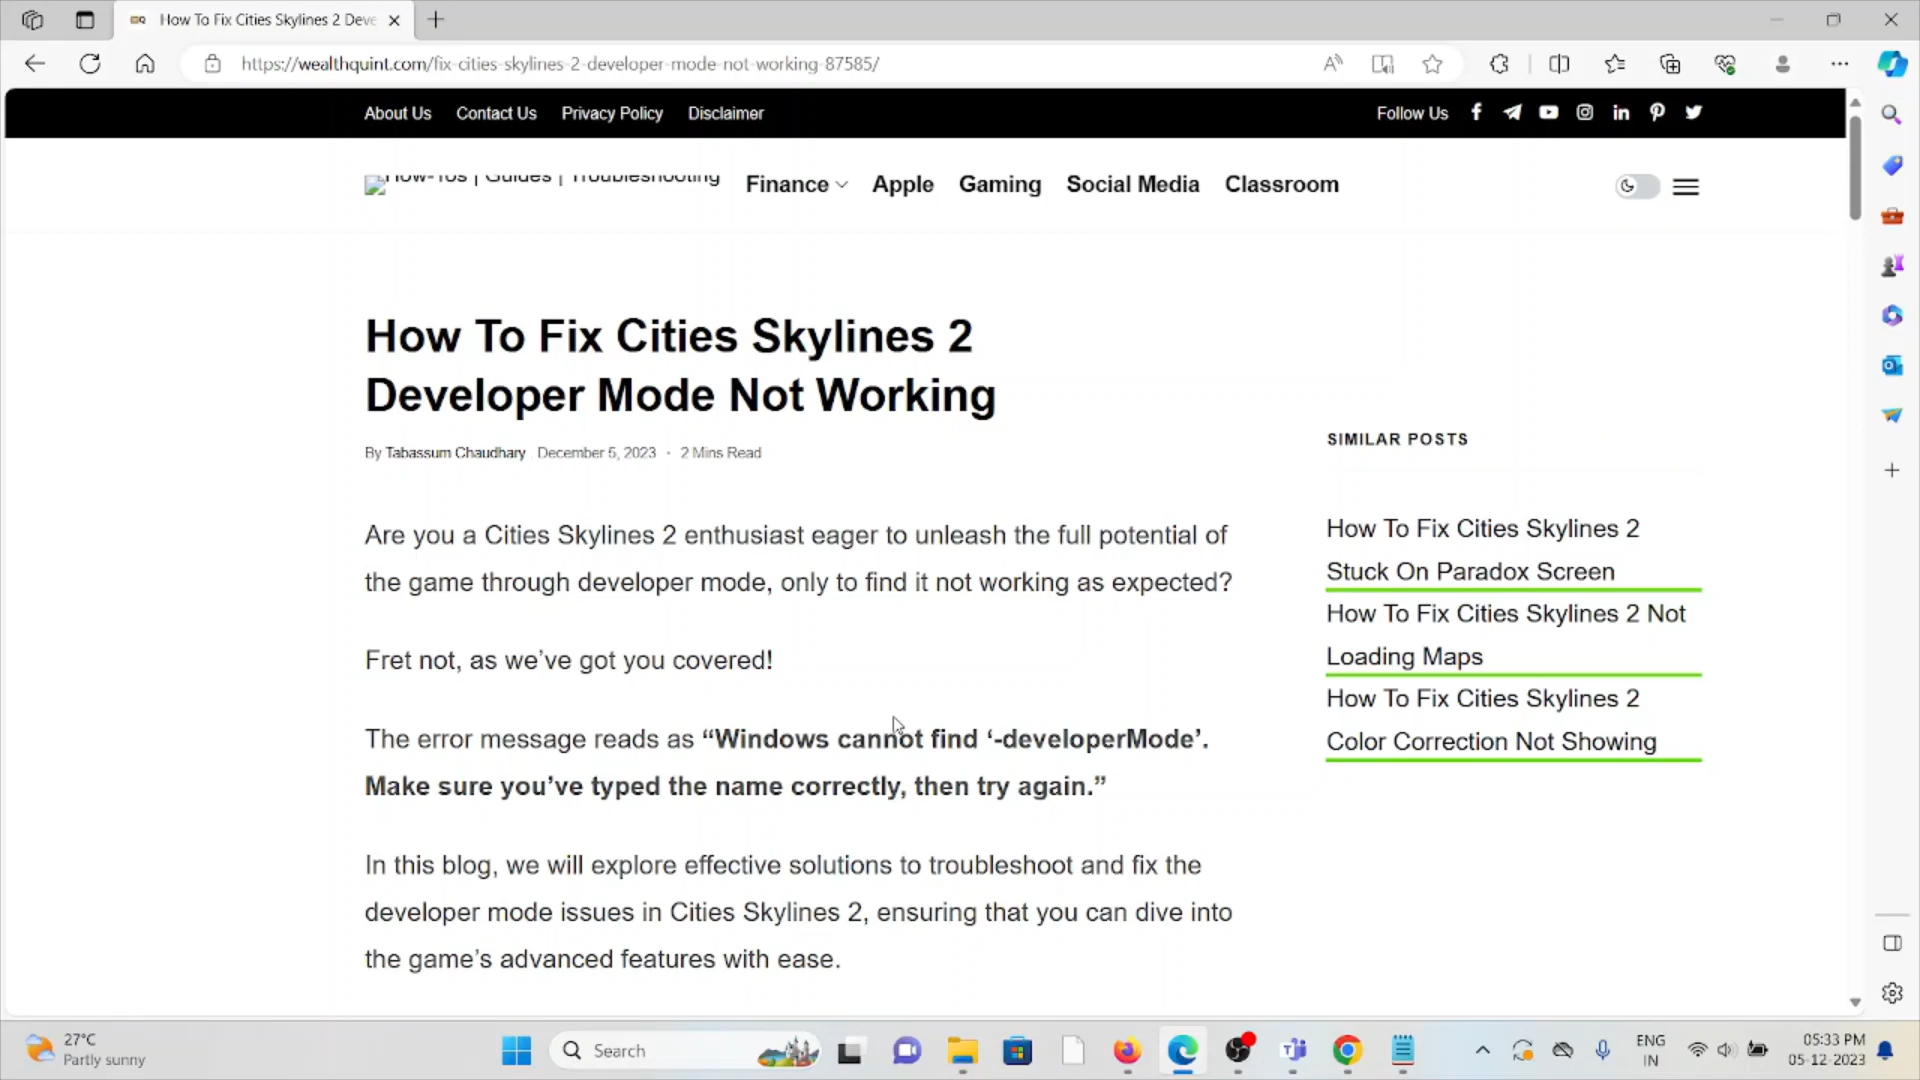 How To Fix Cities Skylines 2 Deve
https://wealthquint.com/fix-cities-skylines-2-developer-mode-not-working-87585/
About Us Contact Us Privacy Policy Disclaimer
Follow Us
How-Tos | Guides | Troubleshooting
Finance Apple Gaming Social Media Classroom
How To Fix Cities Skylines 2
Developer Mode Not Working
By Tabassum Chaudhary December 5, 2023 · 2 Mins Read
Are you a Cities Skylines 2 enthusiast eager to unleash the full potential of
the game through developer mode, only to find it not working as expected?
Fret not, as we’ve got you covered!
The error message reads as “Windows cannot find ‘-developerMode’.
Make sure you’ve typed the name correctly, then try again.”
In this blog, we will explore effective solutions to troubleshoot and fix the
developer mode issues in Cities Skylines 2, ensuring that you can dive into
the game’s advanced features with ease.
SIMILAR POSTS
How To Fix Cities Skylines 2
Stuck On Paradox Screen
How To Fix Cities Skylines 2 Not
Loading Maps
How To Fix Cities Skylines 2
Color Correction Not Showing
27°C
Partly sunny
Search
ENG
IN
05:33 PM
05-12-2023